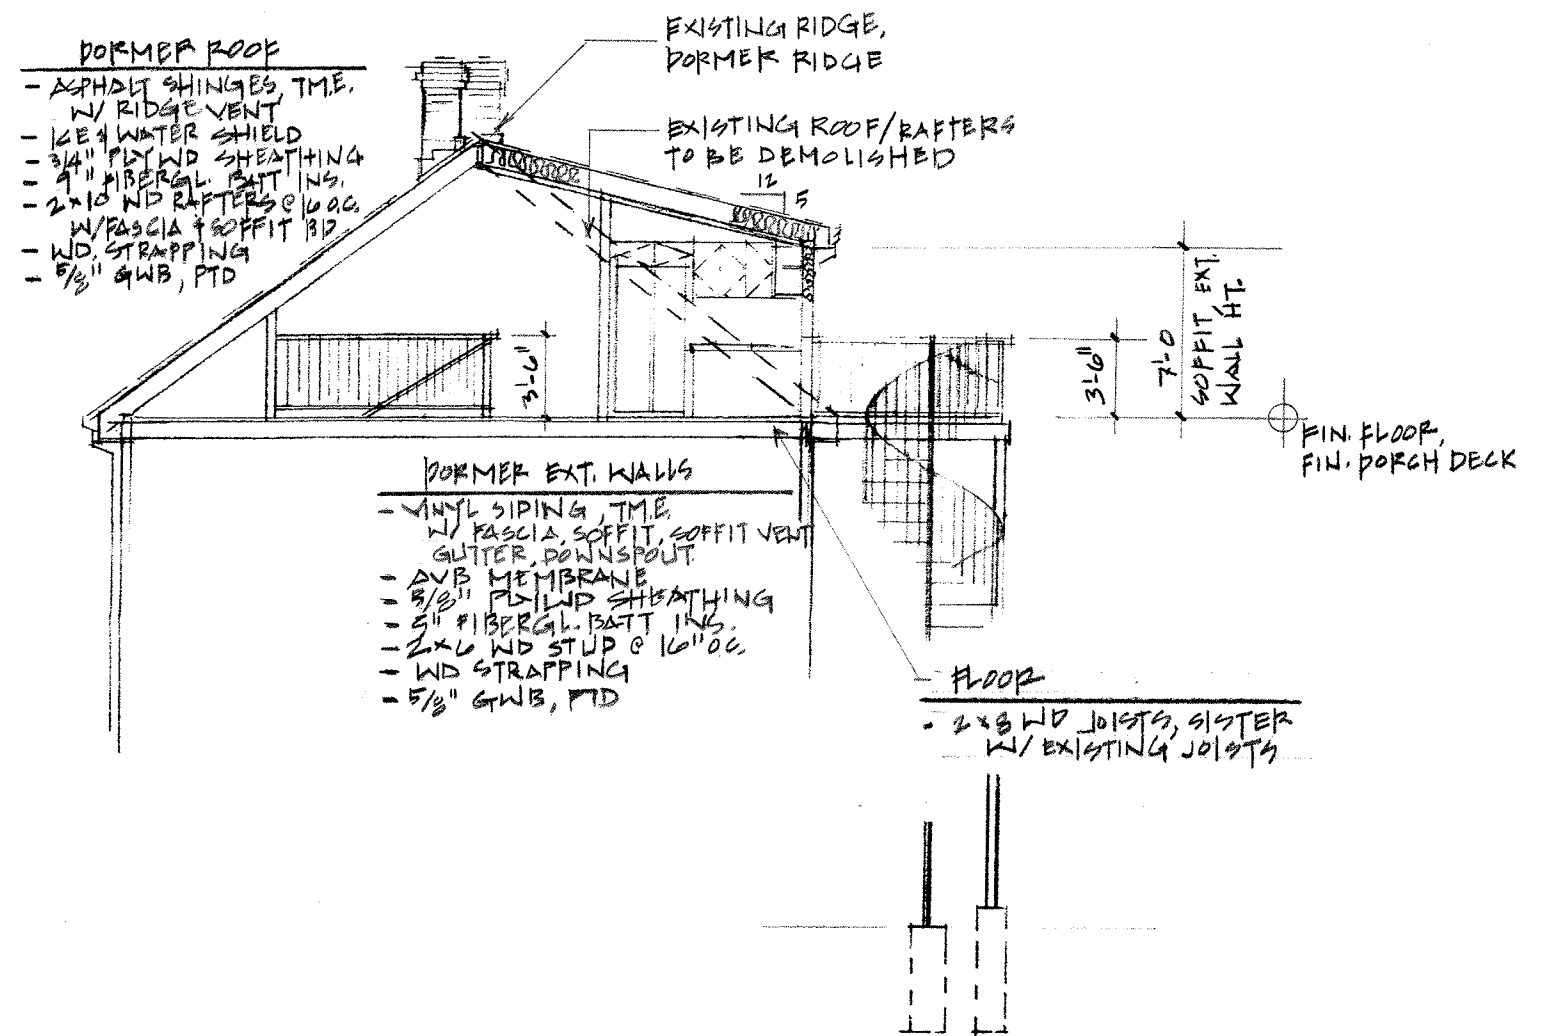 DORMER ROOF
- ASPHALT SHINGES, T.M.E.
W/ RIDGE VENT
- ICE & WATER SHIELD
- 3/4" PLYWD SHEATHING
- 9" FIBERGL. BATT INS.
- 2x10 WD RAFTERS @ 16 O.C.
W/FASCIA & SOFFIT BD
- WD. STRAPPING
- 5/8" GWB, PTD
EXISTING RIDGE,
DORMER RIDGE
EXISTING ROOF/RAFTERS
TO BE DEMOLISHED
12
5
3'-6"
3'-6"
7'-0
SOFFIT, EXT.
WALL HT.
FIN. FLOOR,
FIN. PORCH DECK
DORMER EXT. WALLS
- VINYL SIDING, T.M.E.
W/ FASCIA, SOFFIT, SOFFIT VENT
GUTTER, DOWNSPOUT
- AVB MEMBRANE
- 5/8" PLYWD SHEATHING
- 5" FIBERGL. BATT INS.
- 2x6 WD STUD @ 16" O.C.
- WD STRAPPING
- 5/8" GWB, PTD
FLOOR
- 2x8 WD JOISTS, SISTER
W/ EXISTING JOISTS